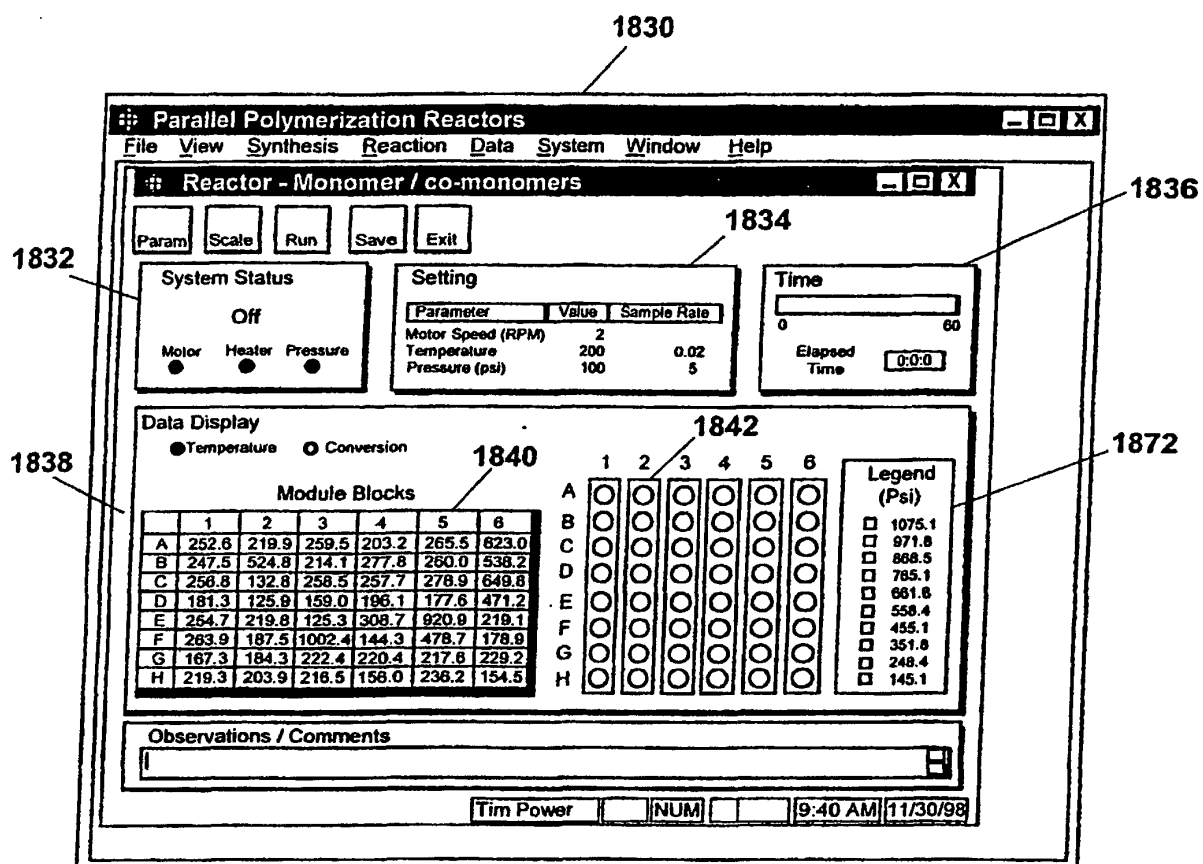 1830
Parallel Polymerization Reactors
File View Synthesis Reaction Data System Window Help
Reactor - Monomer / co-monomers
1836
Param Scale Run Save Exit
1834
1832
System Status
Off
Motor Heater Pressure
Setting
Parameter Value Sample Rate
Motor Speed (RPM) 2
Temperature 200 0.02
Pressure (psi) 100 5
Time
0 60
Elapsed Time 0:0:0
Data Display
Temperature Conversion
1838
1840
1842
1872
Module Blocks
1 2 3 4 5 6
A 252.6 219.9 259.5 203.2 265.5 623.0
B 247.5 524.8 214.1 277.8 260.0 538.2
C 256.8 132.8 258.5 257.7 278.9 649.8
D 181.3 125.9 159.0 196.1 177.6 471.2
E 254.7 219.8 125.3 308.7 920.9 219.1
F 263.9 187.5 1002.4 144.3 478.7 178.9
G 167.3 184.3 222.4 220.4 217.6 229.2
H 219.3 203.9 216.5 156.0 236.2 154.5
1 2 3 4 5 6
A
B
C
D
E
F
G
H
Legend
(Psi)
1075.1
971.8
868.5
765.1
661.8
558.4
455.1
351.8
248.4
145.1
Observations / Comments
Tim Power NUM 9:40 AM 11/30/98